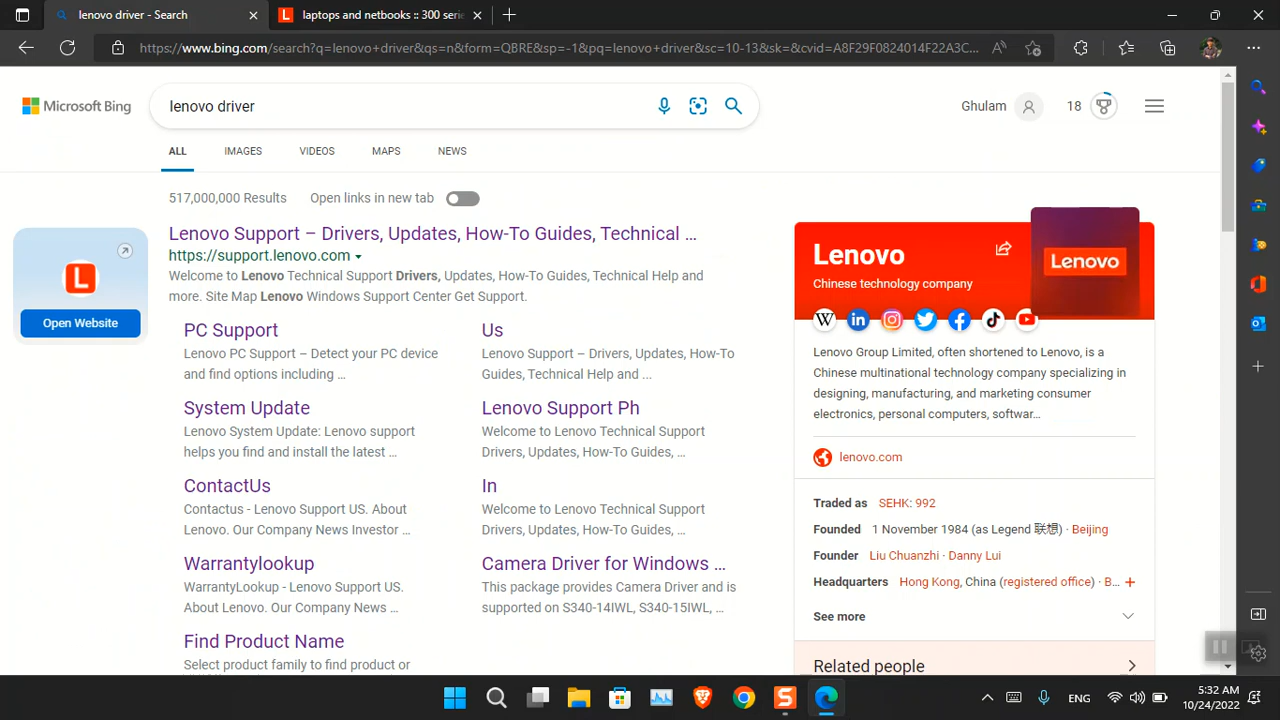 lenovo driver - Search
laptops and netbooks :: 300 serie
https://www.bing.com/search?q=lenovo+driver&qs=n&form=QBRE&sp=-1&pq=lenovo+driver&sc=10-13&sk=&cvid=A8F29F0824014F22A3C...
Microsoft Bing
lenovo driver
Ghulam
18
ALL IMAGES VIDEOS MAPS NEWS
517,000,000 Results
Open links in new tab
L
Open Website
Lenovo Support – Drivers, Updates, How-To Guides, Technical ...
https://support.lenovo.com
Welcome to Lenovo Technical Support Drivers, Updates, How-To Guides, Technical Help and
more. Site Map Lenovo Windows Support Center Get Support.
PC Support
Lenovo PC Support – Detect your PC device
and find options including ...
Us
Lenovo Support – Drivers, Updates, How-To
Guides, Technical Help and ...
System Update
Lenovo System Update: Lenovo support
helps you find and install the latest ...
Lenovo Support Ph
Welcome to Lenovo Technical Support
Drivers, Updates, How-To Guides, ...
ContactUs
Contactus - Lenovo Support US. About
Lenovo. Our Company News Investor ...
In
Welcome to Lenovo Technical Support
Drivers, Updates, How-To Guides, ...
Warrantylookup
WarrantyLookup - Lenovo Support US.
About Lenovo. Our Company News ...
Camera Driver for Windows ...
This package provides Camera Driver and is
supported on S340-14IWL, S340-15IWL, ...
Find Product Name
Select product family to find product or
Lenovo
Chinese technology company
Lenovo
Lenovo Group Limited, often shortened to Lenovo, is a
Chinese multinational technology company specializing in
designing, manufacturing, and marketing consumer
electronics, personal computers, softwar...
lenovo.com
Traded as SEHK: 992
Founded 1 November 1984 (as Legend 联想) · Beijing
Founder Liu Chuanzhi · Danny Lui
Headquarters Hong Kong, China (registered office) · B... +
See more
Related people
ENG
5:32 AM
10/24/2022